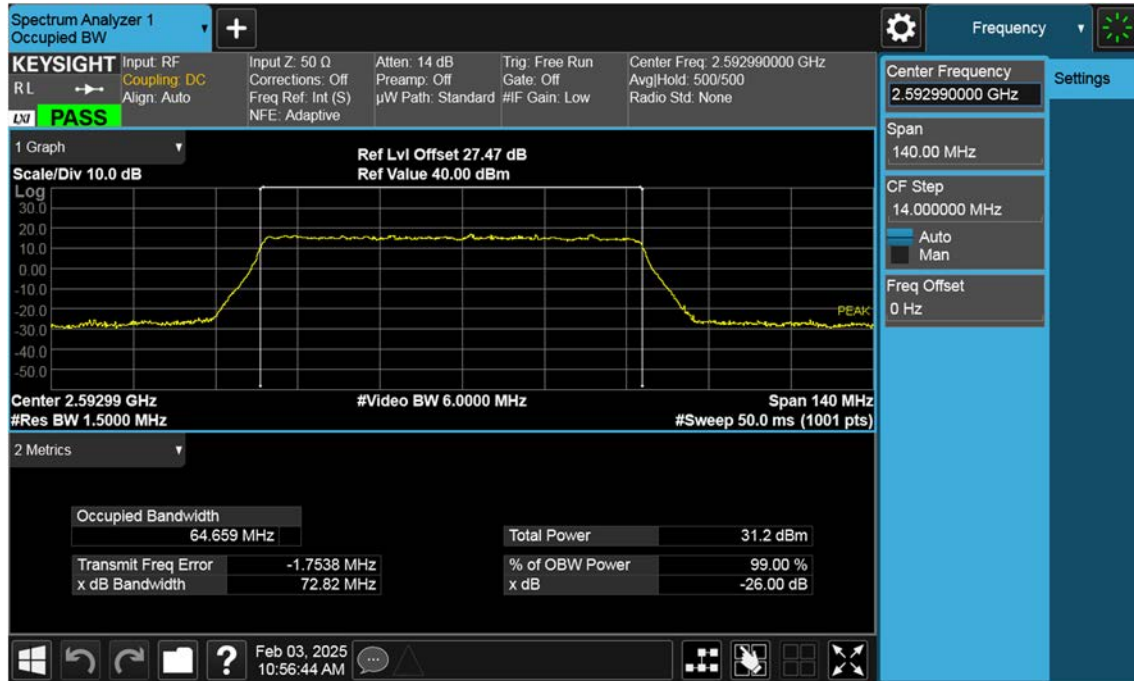 Spectrum Analyzer 1
Occupied BW
+
Frequency
KEYSIGHT
R L
LXI
PASS
Input: RF
Coupling: DC
Align: Auto
Input Z: 50 Ω
Corrections: Off
Freq Ref: Int (S)
NFE: Adaptive
Atten: 14 dB
Preamp: Off
µW Path: Standard
Trig: Free Run
Gate: Off
#IF Gain: Low
Center Freq: 2.592990000 GHz
Avg|Hold: 500/500
Radio Std: None
1 Graph
Scale/Div 10.0 dB
Ref Lvl Offset 27.47 dB
Ref Value 40.00 dBm
Log
30.0
20.0
10.0
0.00
-10.0
-20.0
-30.0
-40.0
-50.0
PEAK
Center 2.59299 GHz
#Video BW 6.0000 MHz
Span 140 MHz
#Res BW 1.5000 MHz
#Sweep 50.0 ms (1001 pts)
2 Metrics
Occupied Bandwidth
64.659 MHz
Total Power 31.2 dBm
Transmit Freq Error -1.7538 MHz
% of OBW Power 99.00 %
x dB Bandwidth 72.82 MHz
x dB -26.00 dB
?
Feb 03, 2025
10:56:44 AM
Center Frequency
2.592990000 GHz
Settings
Span
140.00 MHz
CF Step
14.000000 MHz
Auto
Man
Freq Offset
0 Hz